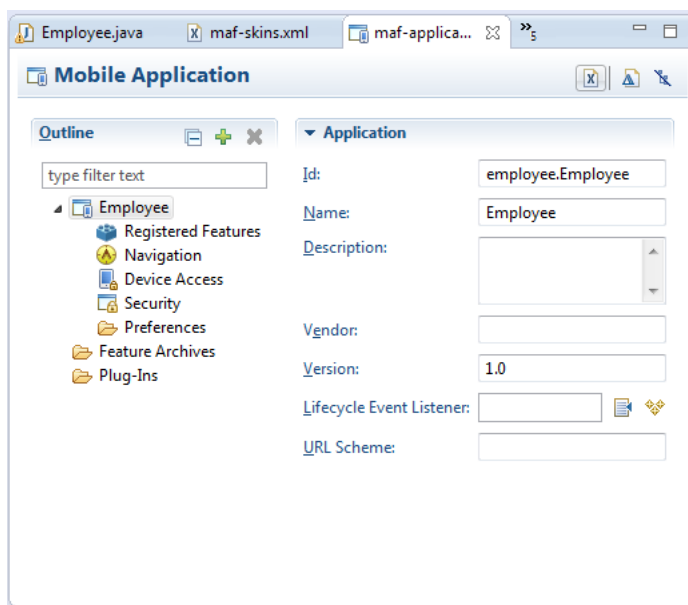 Employee.java maf-skins.xml maf-applica... »5
Mobile Application
Outline
type filter text
Employee
Registered Features
Navigation
Device Access
Security
Preferences
Feature Archives
Plug-Ins
Application
Id: employee.Employee
Name: Employee
Description:
Vendor:
Version: 1.0
Lifecycle Event Listener:
URL Scheme: